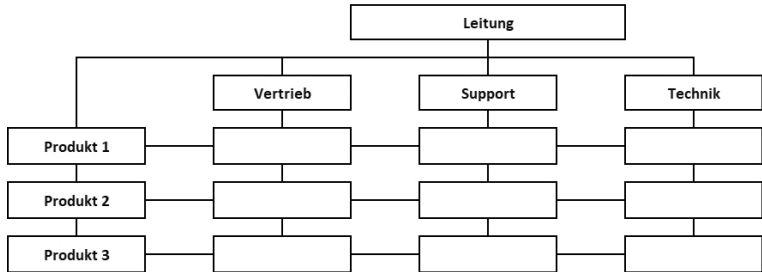 Leitung
Vertrieb
Support
Technik
Produkt 1
Produkt 2
Produkt 3